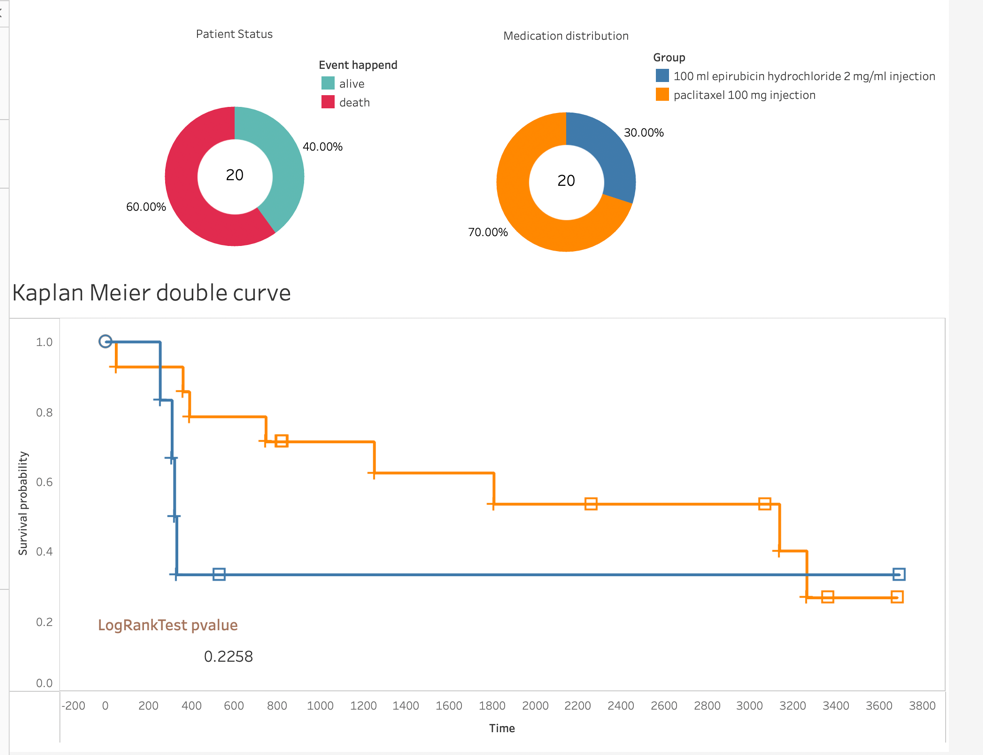 Patient Status
Medication distribution
Event happend
alive
death
Group
100 ml epirubicin hydrochloride 2 mg/ml injection
paclitaxel 100 mg injection
40.00%
20
60.00%
30.00%
20
70.00%
Kaplan Meier double curve
Survival probability
1.0
0.8
0.6
0.4
0.2
0.0
LogRankTest pvalue
0.2258
-200 0 200 400 600 800 1000 1200 1400 1600 1800 2000 2200 2400 2600 2800 3000 3200 3400 3600 3800
Time